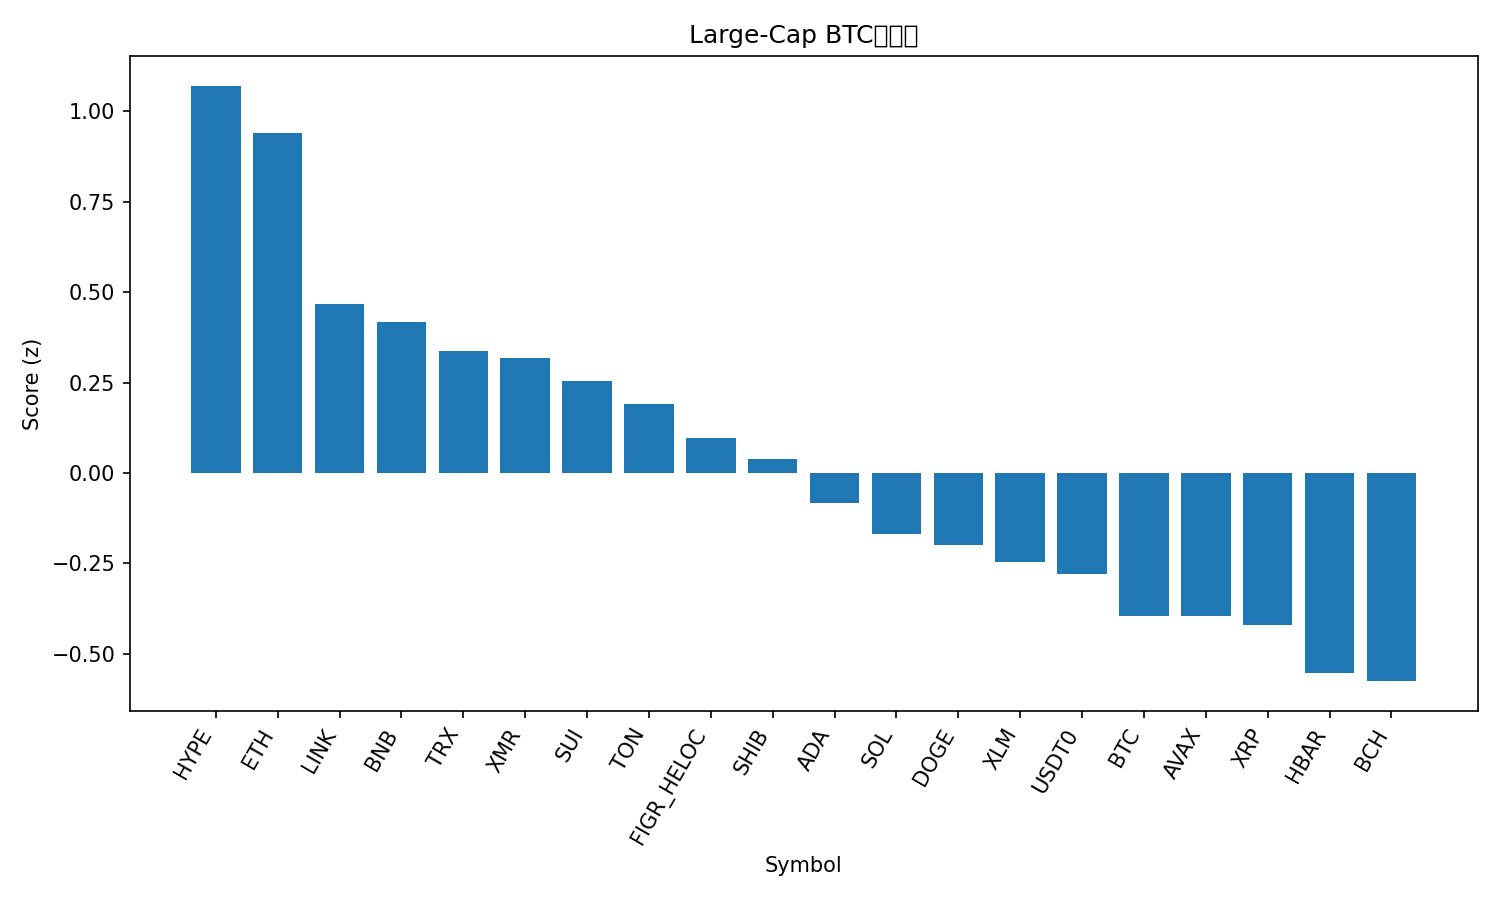 Large-Cap BTC
1.00
0.75
0.50
0.25
0.00
−0.25
−0.50
Score (z)
HYPE
ETH
LINK
BNB
TRX
XMR
SUI
TON
FIGR_HELOC
SHIB
ADA
SOL
DOGE
XLM
USDT0
BTC
AVAX
XRP
HBAR
BCH
Symbol